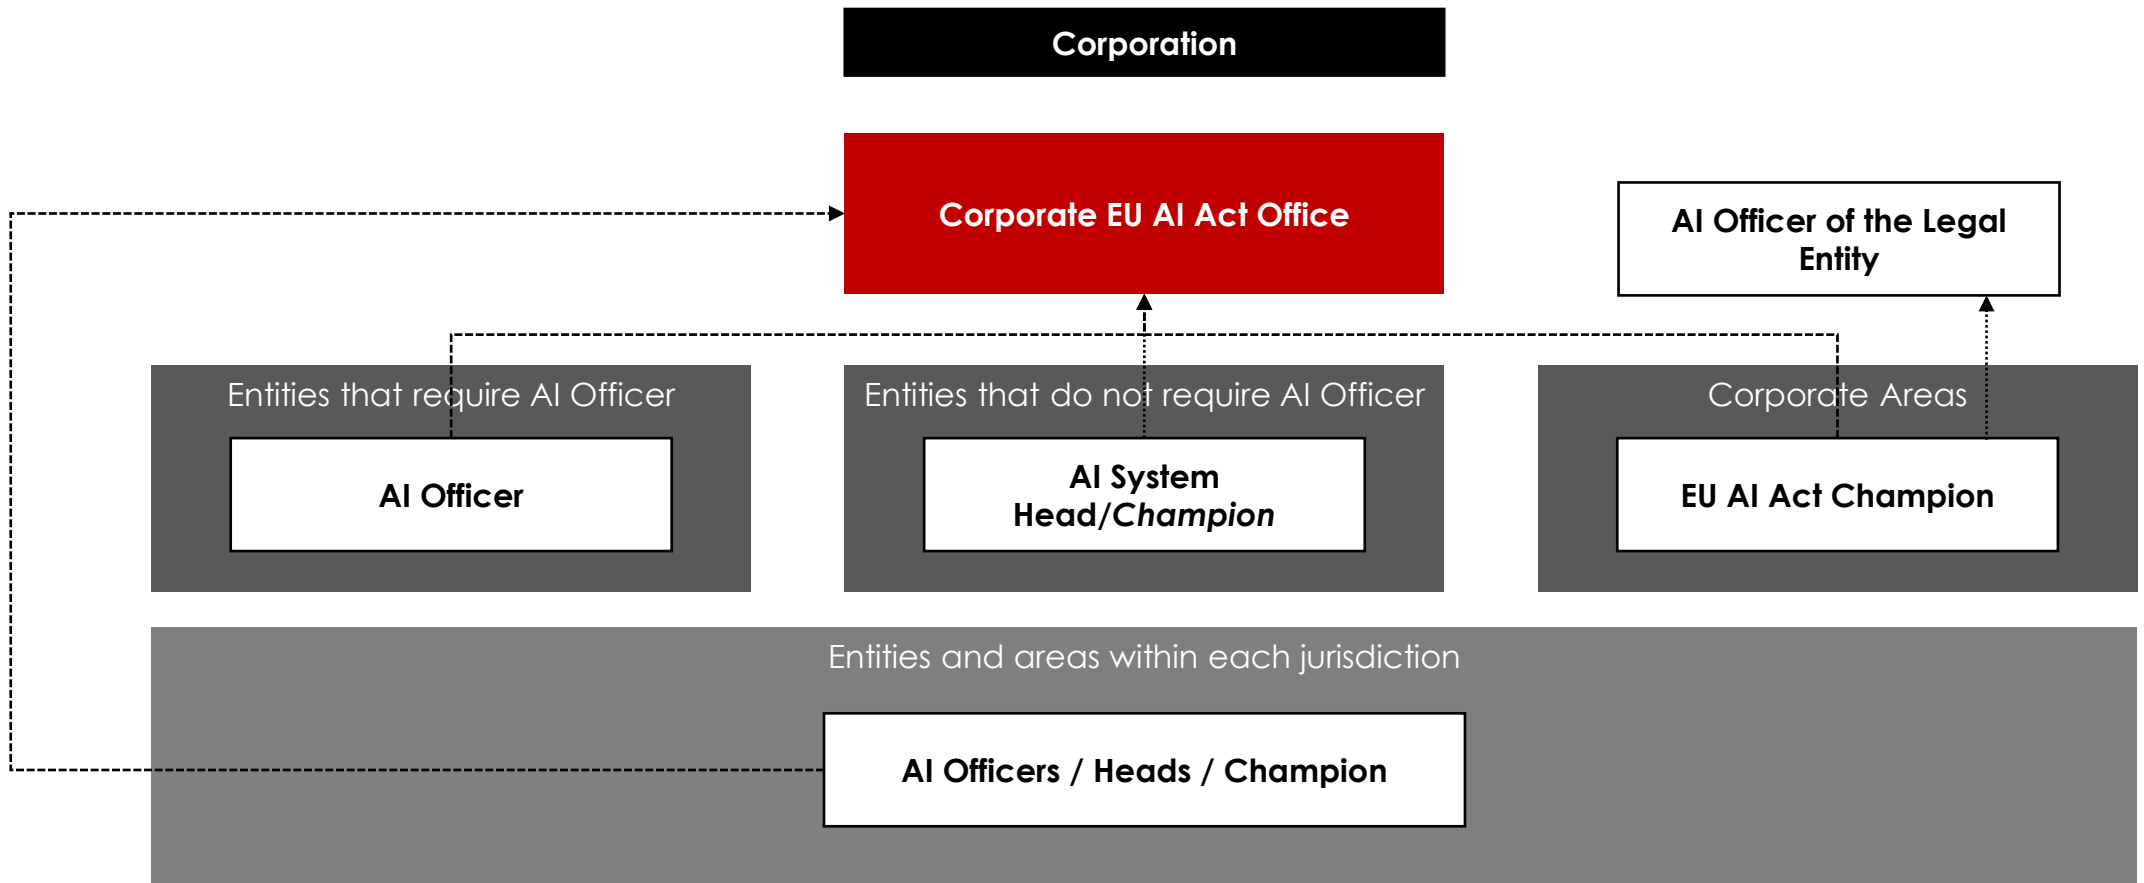 Corporation
Corporate EU AI Act Office
AI Officer of the Legal
Entity
Entities that require AI Officer
AI Officer
Entities that do not require AI Officer
AI System
Head/Champion
Corporate Areas
EU AI Act Champion
Entities and areas within each jurisdiction
AI Officers / Heads / Champion